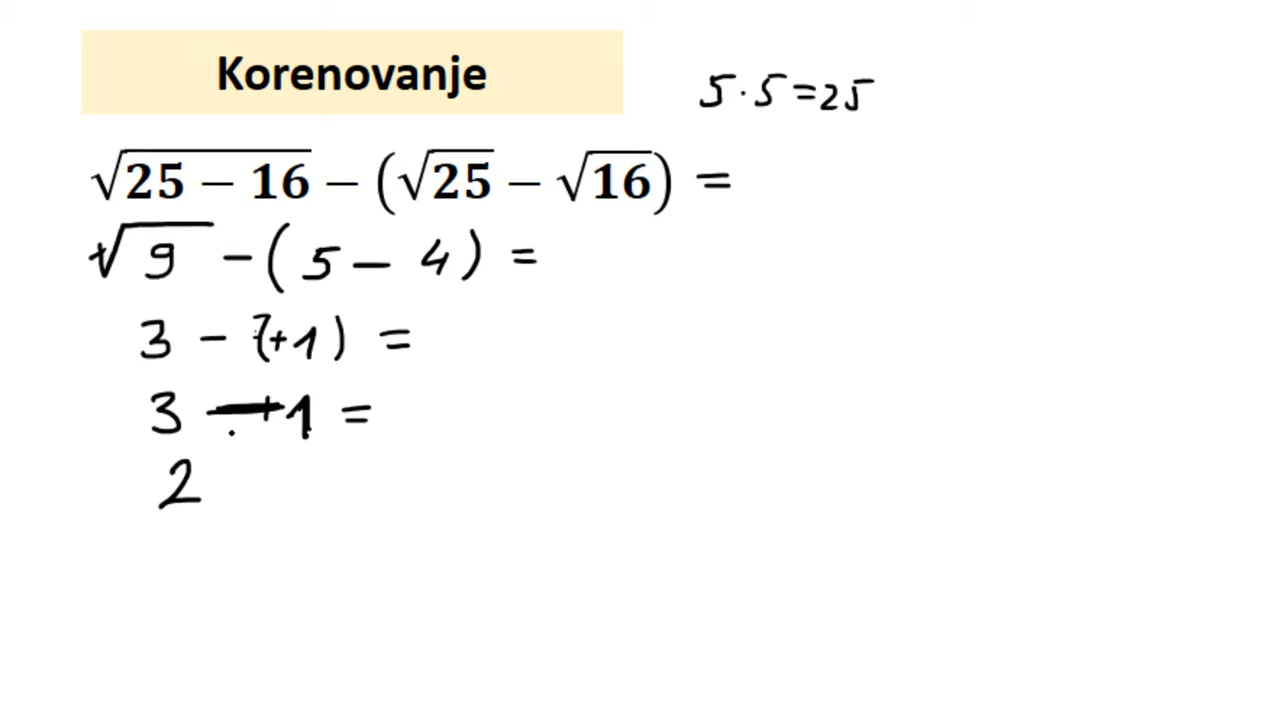 Korenovanje
5·5=25
√25 − 16 − (√25 − √16) =
√9 − (5 − 4) =
3 − (+1) =
3 − +1 =
2